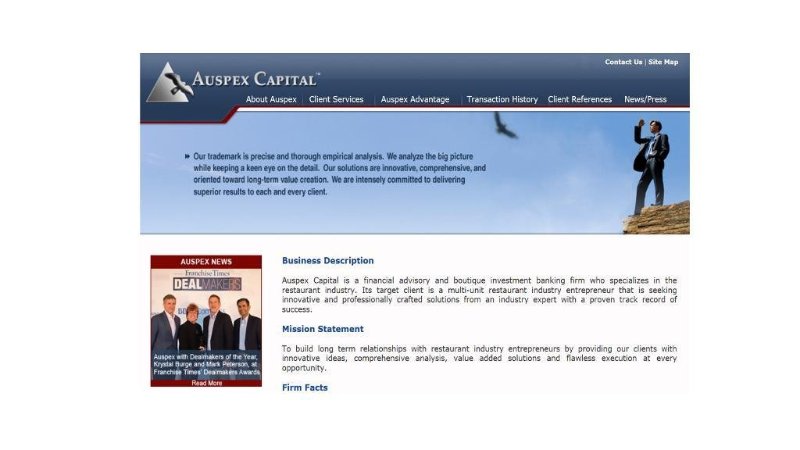 Contact Us | Site Map
AUSPEX CAPITAL™
About Auspex | Client Services | Auspex Advantage | Transaction History Client References News/Press
Our trademark is precise and thorough empirical analysis. We analyze the big picture
while keeping a keen eye on the detail. Our solutions are innovative, comprehensive, and
oriented toward long-term value creation. We are intensely committed to delivering
superior results to each and every client.
AUSPEX NEWS
Franchise Times
DEALMAKERS
Auspex with Dealmakers of the Year,
Krystal Burge and Mark Peterson, at
Franchise Times' Dealmakers Awards
Read More
Business Description
Auspex Capital is a financial advisory and boutique investment banking firm who specializes in the
restaurant industry. Its target client is a multi-unit restaurant industry entrepreneur that is seeking
innovative and professionally crafted solutions from an industry expert with a proven track record of
success.
Mission Statement
To build long term relationships with restaurant industry entrepreneurs by providing our clients with
innovative ideas, comprehensive analysis, value added solutions and flawless execution at every
opportunity.
Firm Facts